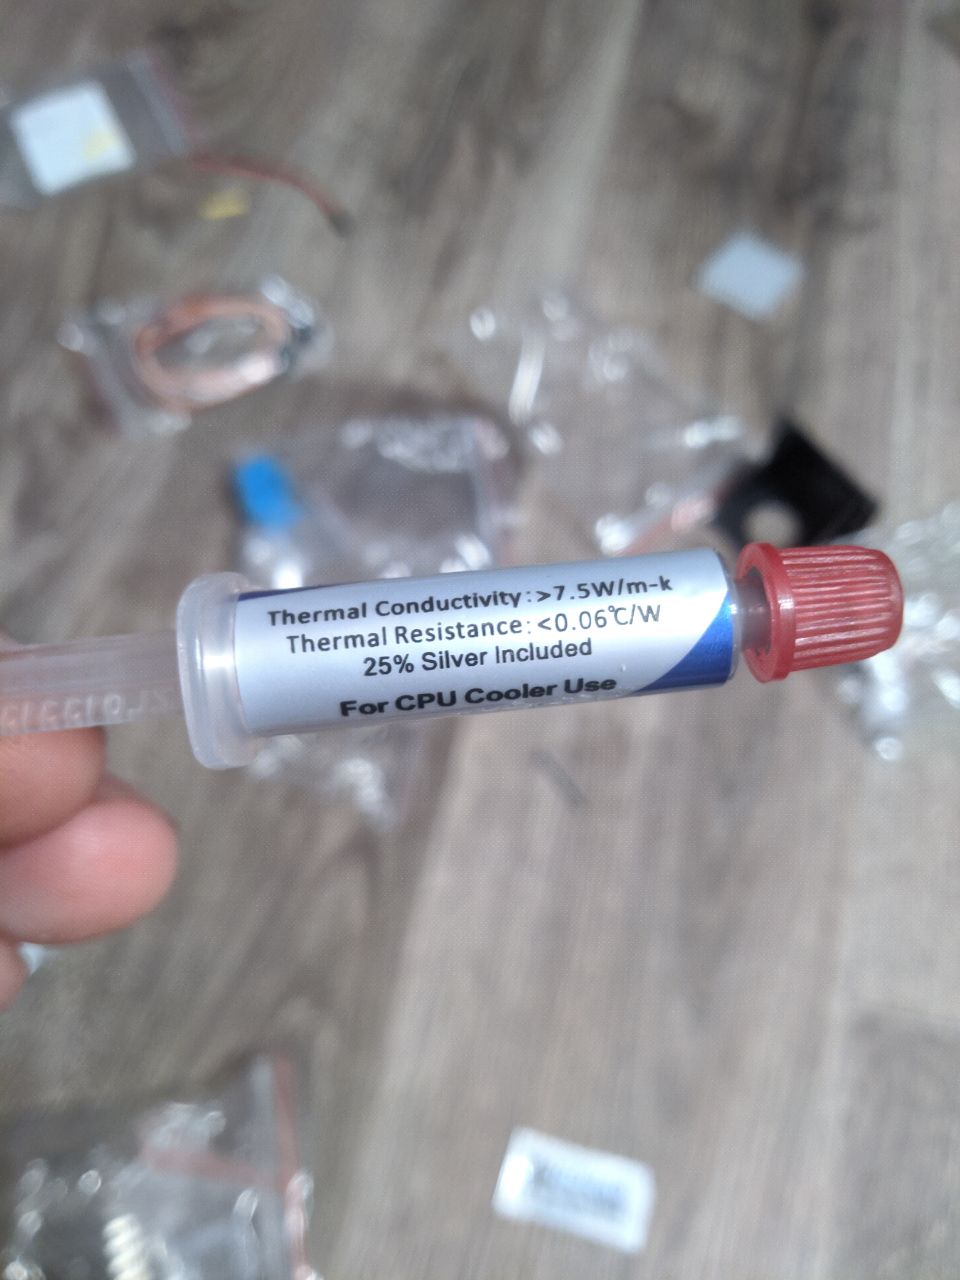 Thermal Conductivity:>7.5W/m-k
Thermal Resistance:<0.06℃/W
25% Silver Included
For CPU Cooler Use